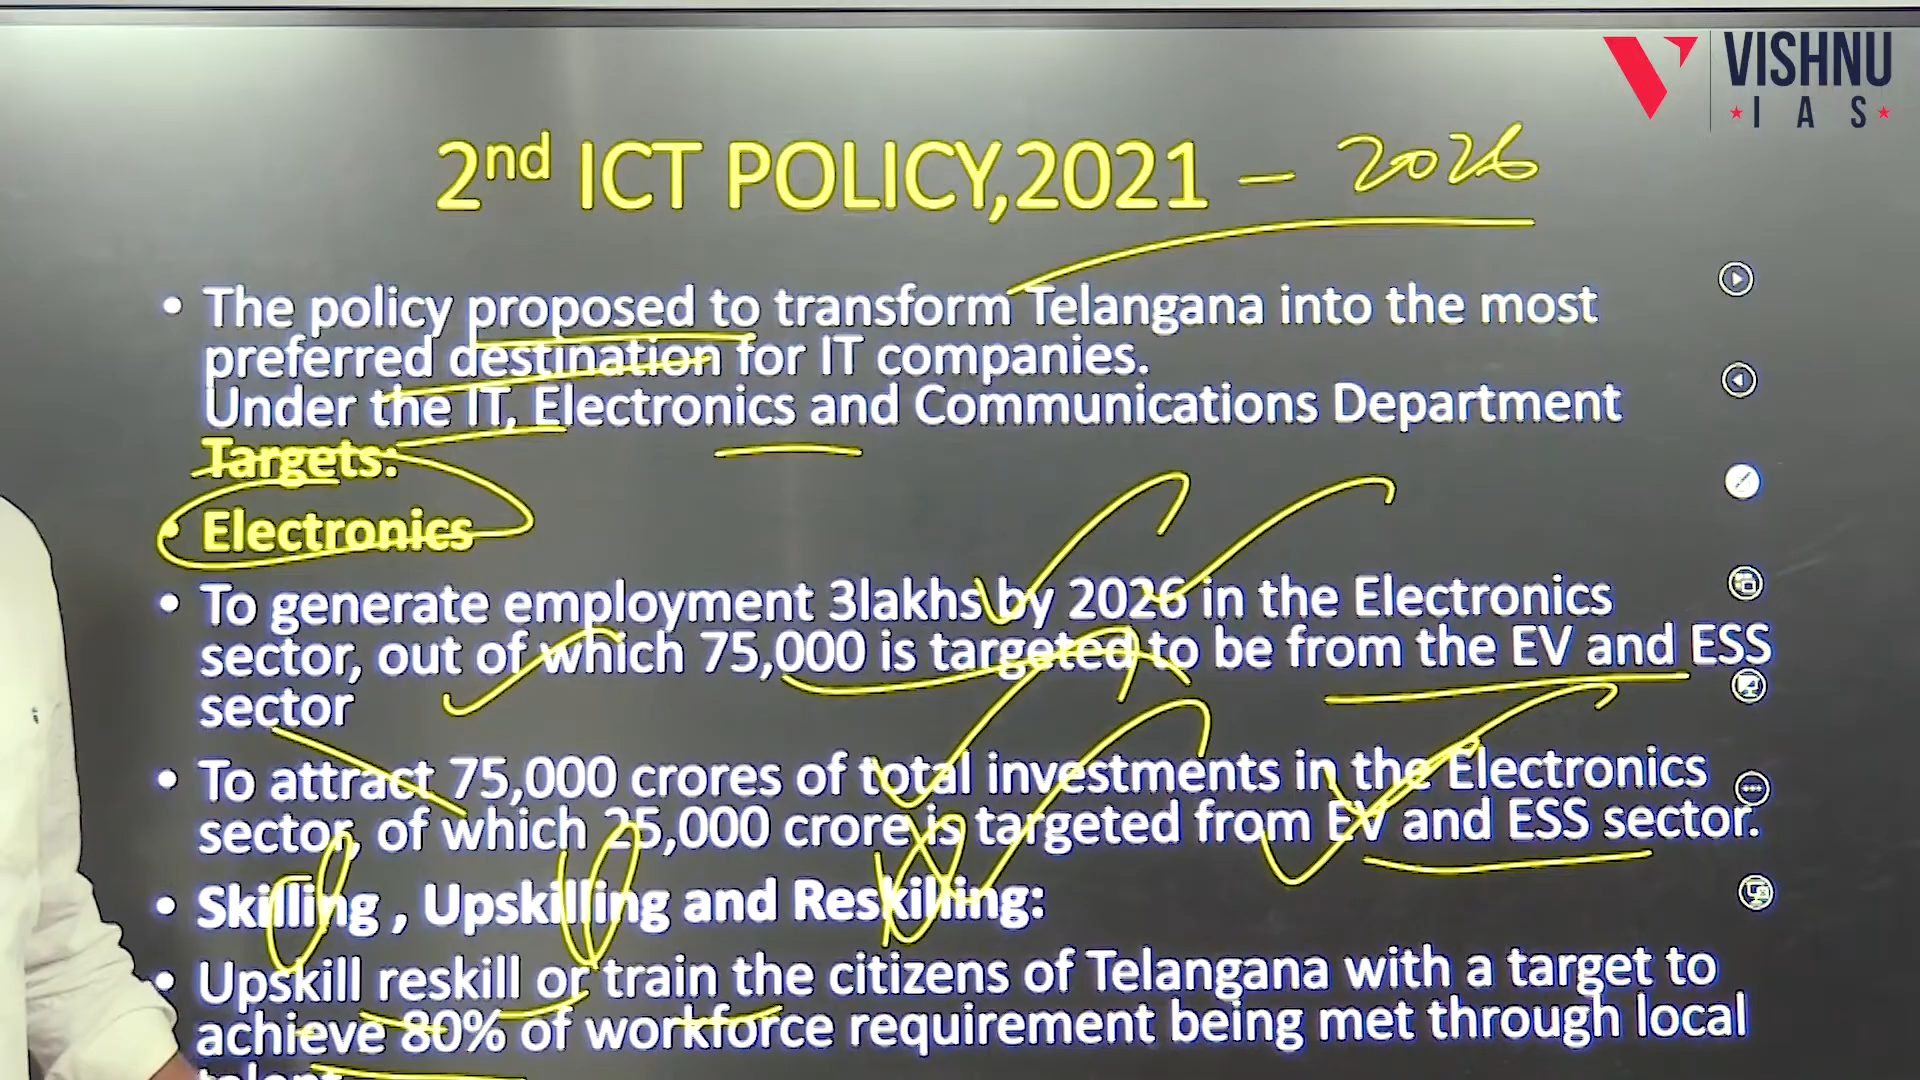 VISHNU
IAS
2nd ICT POLICY,2021 – 2026
• The policy proposed to transform Telangana into the most
preferred destination for IT companies.
Under the IT, Electronics and Communications Department
Targets:
• Electronics
• To generate employment 3lakhs by 2026 in the Electronics
sector, out of which 75,000 is targeted to be from the EV and ESS
sector
• To attract 75,000 crores of total investments in the Electronics
sector, of which 25,000 crore is targeted from EV and ESS sector.
• Skilling , Upskilling and Reskilling:
• Upskill reskill or train the citizens of Telangana with a target to
achieve 80% of workforce requirement being met through local
talent